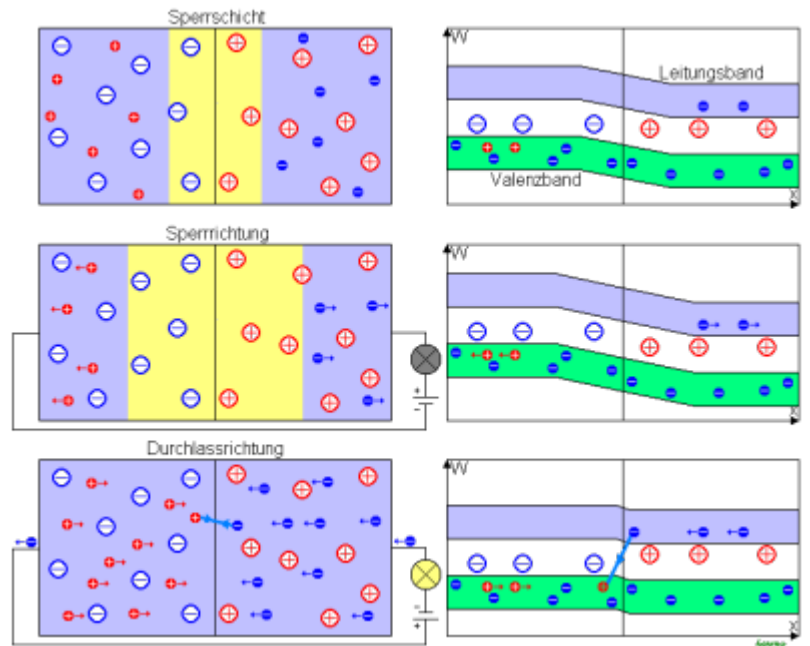 Sperrschicht
W
Leitungsband
Valenzband
x
Sperrrichtung
W
+
-
x
Durchlassrichtung
W
-
+
x